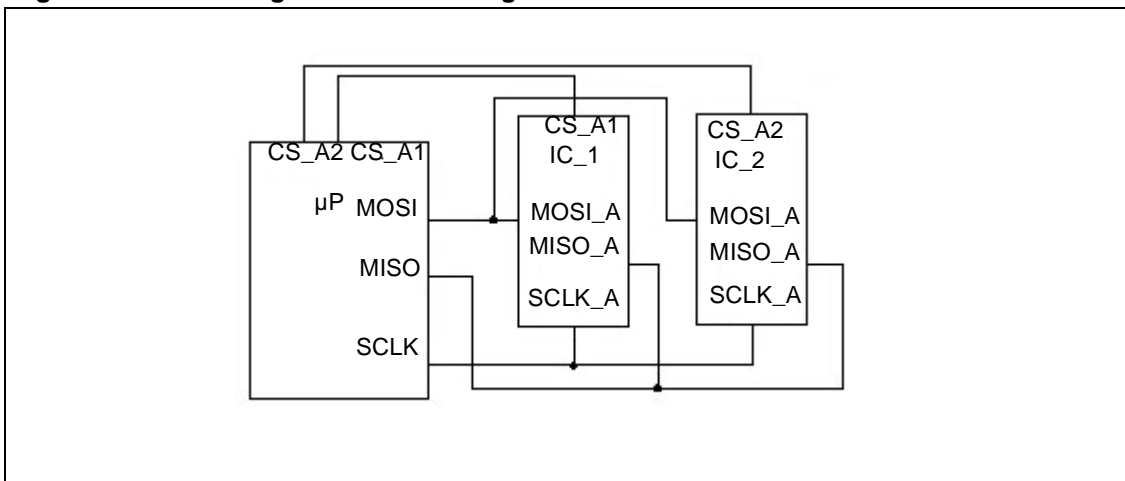 CS_A2 CS_A1
µP MOSI
MISO
SCLK
CS_A1
IC_1
MOSI_A
MISO_A
SCLK_A
CS_A2
IC_2
MOSI_A
MISO_A
SCLK_A